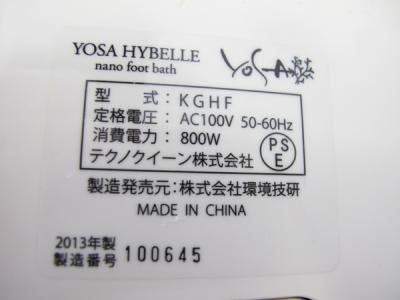 YOSA HYBELLE
nano foot bath
YoSA
型 式：KGHF
定格電圧：AC100V 50-60Hz
消費電力：800W
テクノクイーン株式会社
PS
E
製造発売元：株式会社環境技研
MADE IN CHINA
2013年製
製造番号 100645